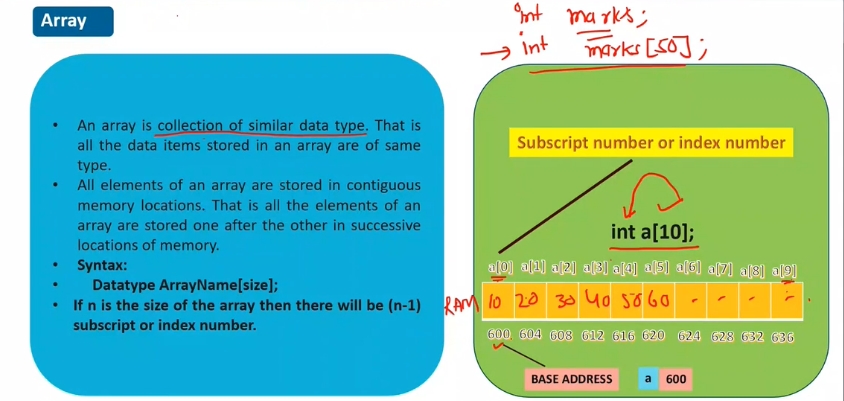 Array
int marks;
int marks[50];
• An array is collection of similar data type. That is
all the data items stored in an array are of same
type.
• All elements of an array are stored in contiguous
memory locations. That is all the elements of an
array are stored one after the other in successive
locations of memory.
• Syntax:
• Datatype ArrayName[size];
• If n is the size of the array then there will be (n-1)
subscript or index number.
Subscript number or index number
int a[10];
a[0] a[1] a[2] a[3] a[4] a[5] a[6] a[7] a[8] a[9]
RAM 10 20 30 40 50 60 - - - -
600 604 608 612 616 620 624 628 632 636
BASE ADDRESS a 600